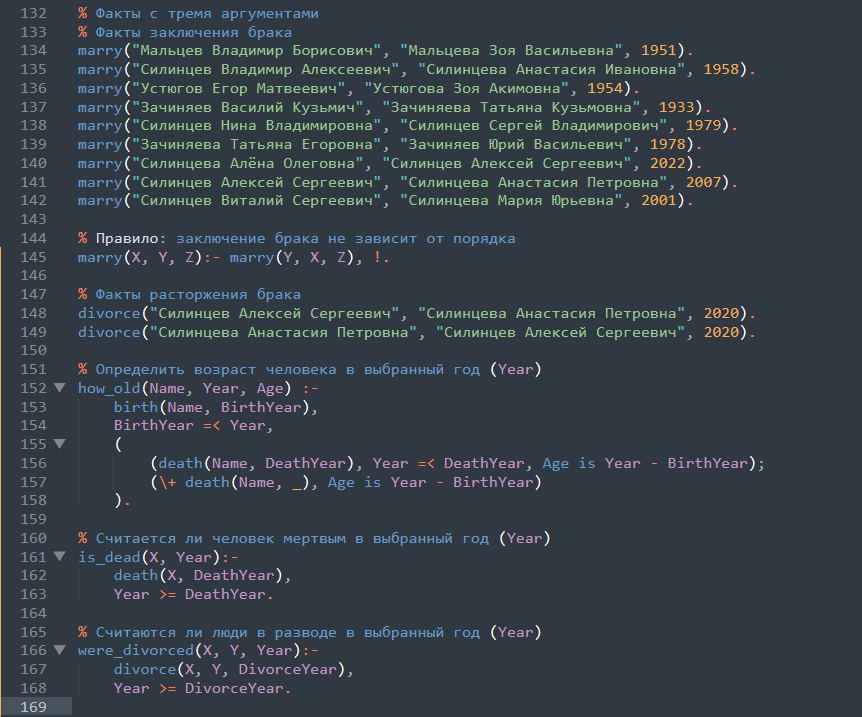 132 % Факты с тремя аргументами
133 % Факты заключения брака
134 marry("Мальцев Владимир Борисович", "Мальцева Зоя Васильевна", 1951).
135 marry("Силинцев Владимир Алексеевич", "Силинцева Анастасия Ивановна", 1958).
136 marry("Устюгов Егор Матвеевич", "Устюгова Зоя Акимовна", 1954).
137 marry("Зачиняев Василий Кузьмич", "Зачиняева Татьяна Кузьмовна", 1933).
138 marry("Силинцев Нина Владимировна", "Силинцев Сергей Владимирович", 1979).
139 marry("Зачиняева Татьяна Егоровна", "Зачиняев Юрий Васильевич", 1978).
140 marry("Силинцева Алёна Олеговна", "Силинцев Алексей Сергеевич", 2022).
141 marry("Силинцев Алексей Сергеевич", "Силинцова Анастасия Петровна", 2007).
142 marry("Силинцев Виталий Сергеевич", "Силинцева Мария Юрьевна", 2001).
143
144 % Правило: заключение брака не зависит от порядка
145 marry(X, Y, Z):- marry(Y, X, Z), !.
146
147 % Факты расторжения брака
148 divorce("Силинцев Алексей Сергеевич", "Силинцева Анастасия Петровна", 2020).
149 divorce("Силинцева Анастасия Петровна", "Силинцев Алексей Сергеевич", 2020).
150
151 % Определить возраст человека в выбранный год (Year)
152 how_old(Name, Year, Age) :-
153 birth(Name, BirthYear),
154 BirthYear =< Year,
155 (
156 (death(Name, DeathYear), Year =< DeathYear, Age is Year - BirthYear);
157 (\+ death(Name, _), Age is Year - BirthYear)
158 ).
159
160 % Считается ли человек мертвым в выбранный год (Year)
161 is_dead(X, Year):-
162 death(X, DeathYear),
163 Year >= DeathYear.
164
165 % Считаются ли люди в разводе в выбранный год (Year)
166 were_divorced(X, Y, Year):-
167 divorce(X, Y, DivorceYear),
168 Year >= DivorceYear.
169